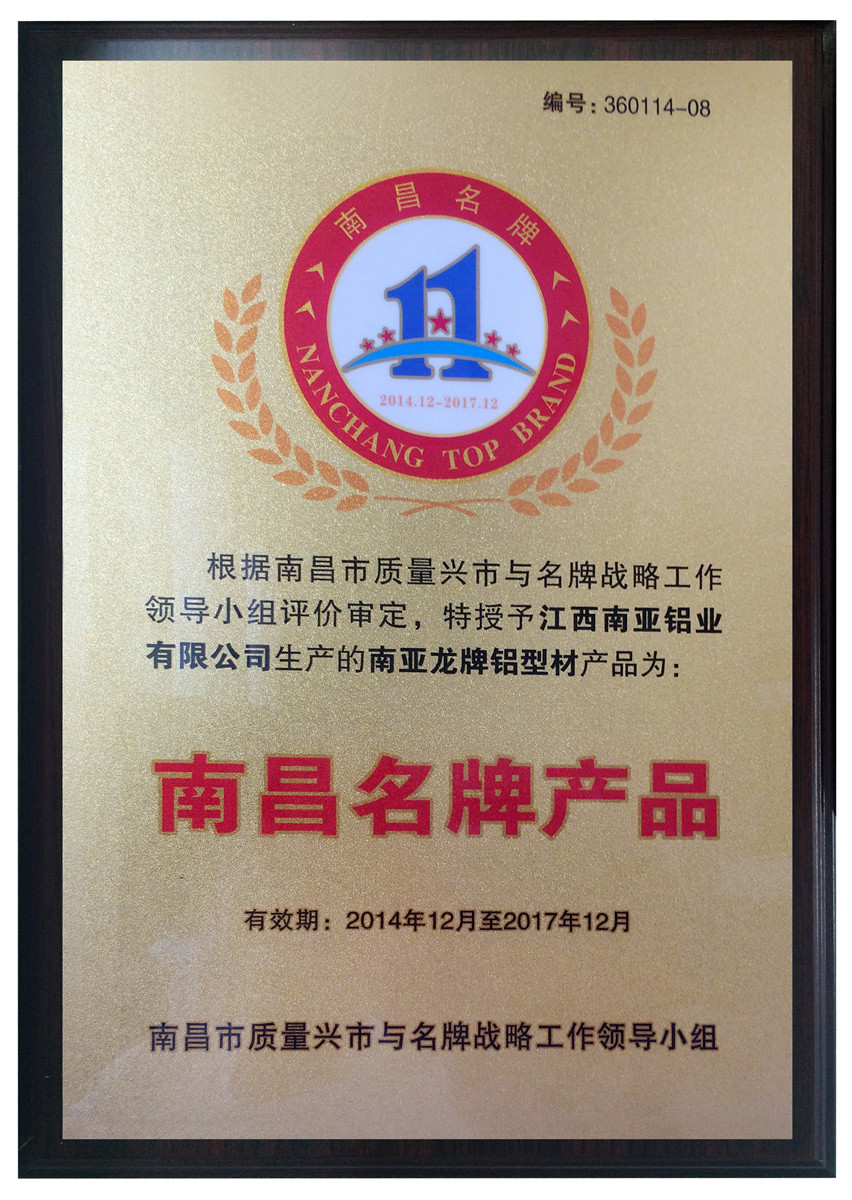 编号：360114-08
南昌名牌
2014.12-2017.12
NANCHANG TOP BRAND
根据南昌市质量兴市与名牌战略工作
领导小组评价审定，特授予江西南亚铝业
有限公司生产的南亚龙牌铝型材产品为：
南昌名牌产品
有效期：2014年12月至2017年12月
南昌市质量兴市与名牌战略工作领导小组